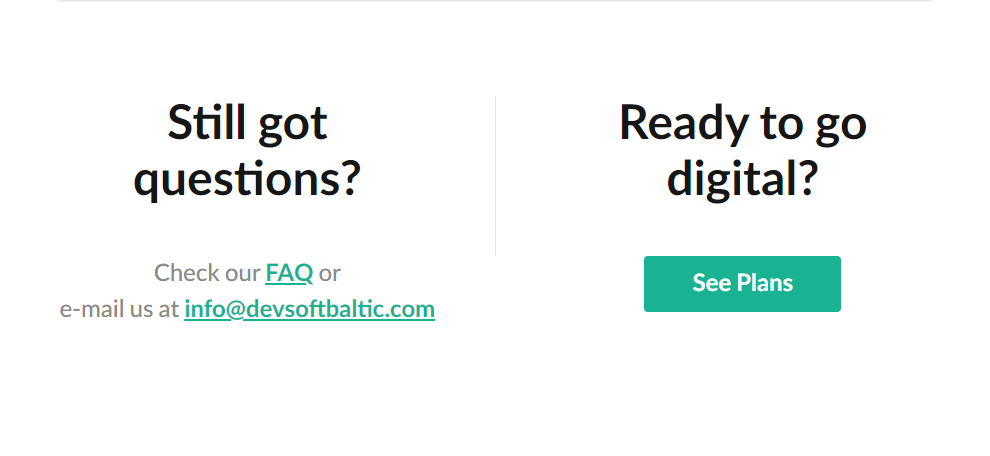 Still got
questions?
Check our FAQ or
e-mail us at info@devsoftbaltic.com
Ready to go
digital?
See Plans